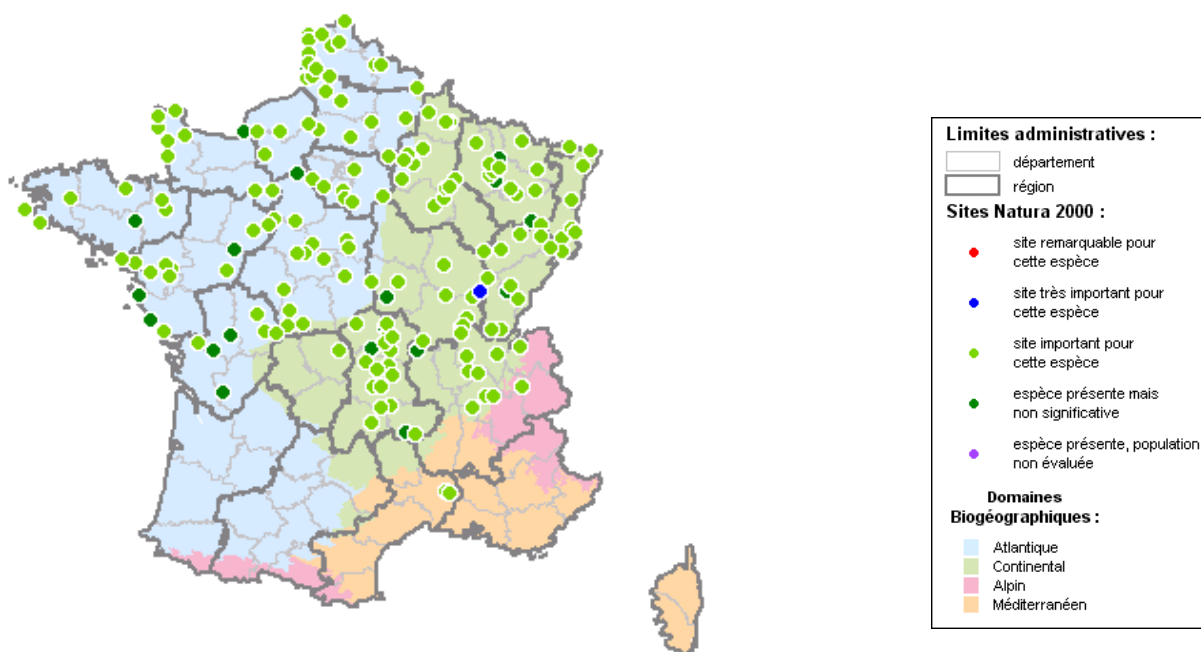 Limites administratives :
département
région
Sites Natura 2000 :
site remarquable pour
cette espèce
site très important pour
cette espèce
site important pour
cette espèce
espèce présente mais
non significative
espèce présente, population
non évaluée
Domaines
Biogéographiques :
Atlantique
Continental
Alpin
Méditerranéen